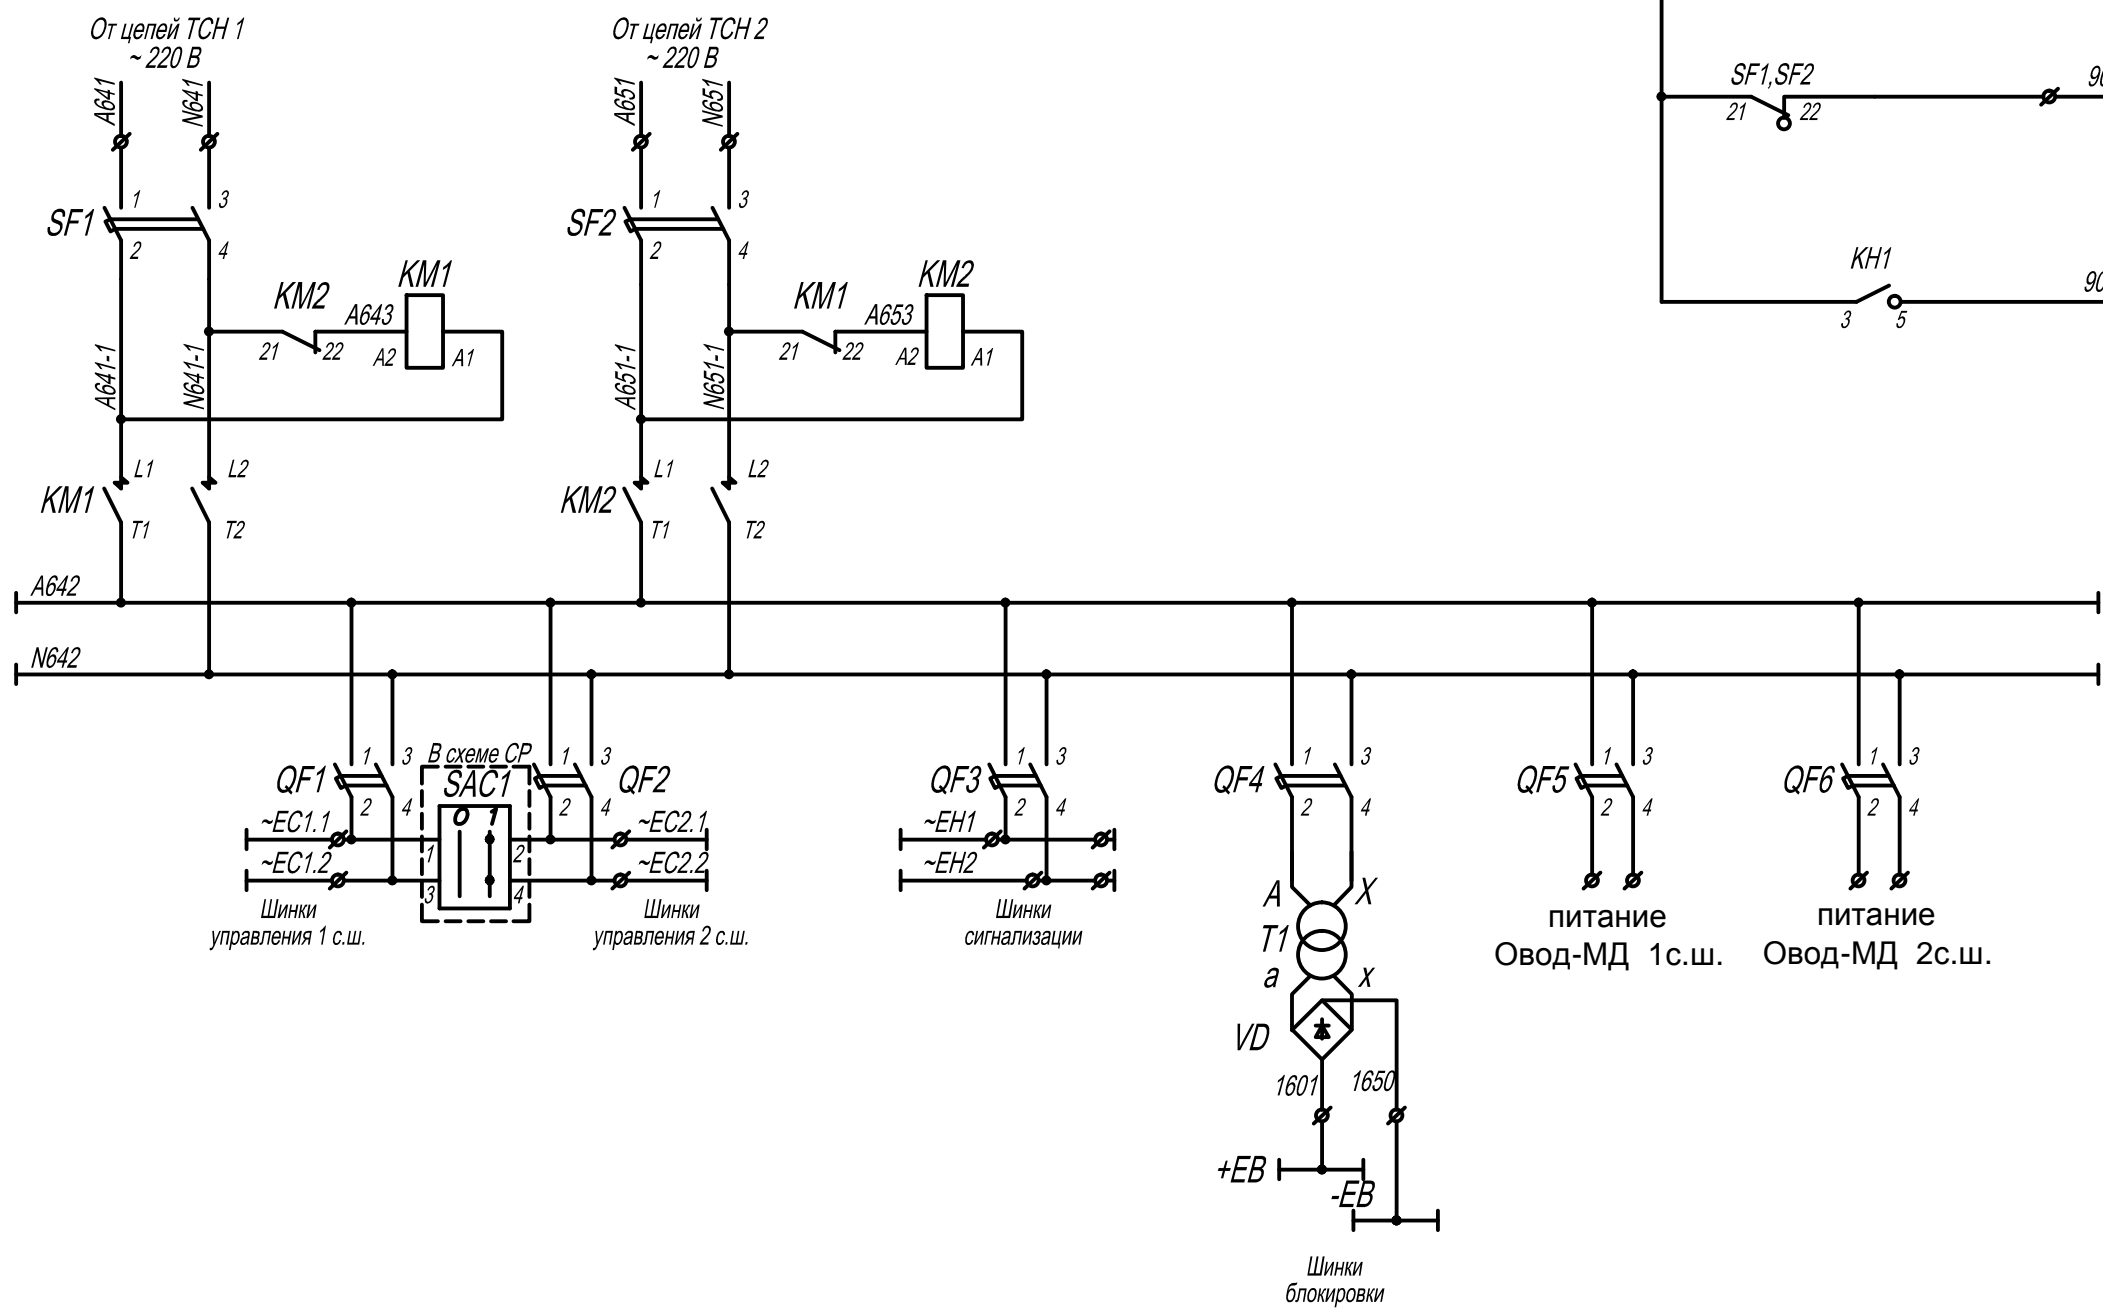 От цепей ТСН 1
~ 220 В
От цепей ТСН 2
~ 220 В
A641
N641
A651
N651
SF1,SF2
21
22
90
1
3
SF1
2
4
1
3
SF2
2
4
KM2
A643
KM1
21
22
A2
A1
KM1
A653
KM2
21
22
A2
A1
KH1
3
5
90
A641-1
N641-1
A651-1
N651-1
L1
L2
KM1
T1
T2
L1
L2
KM2
T1
T2
A642
N642
QF1
1
3
2
4
В схеме СР
SAC1
0
1
1
2
3
4
1
3
QF2
2
4
~EC1.1
~EC1.2
~EC2.1
~EC2.2
Шинки
управления 1 с.ш.
Шинки
управления 2 с.ш.
QF3
1
3
2
4
~EH1
~EH2
Шинки
сигнализации
QF4
1
3
2
4
A
X
T1
a
x
VD
1601
1650
+EB
-EB
Шинки
блокировки
QF5
1
3
2
4
питание
Овод-МД 1с.ш.
QF6
1
3
2
4
питание
Овод-МД 2с.ш.